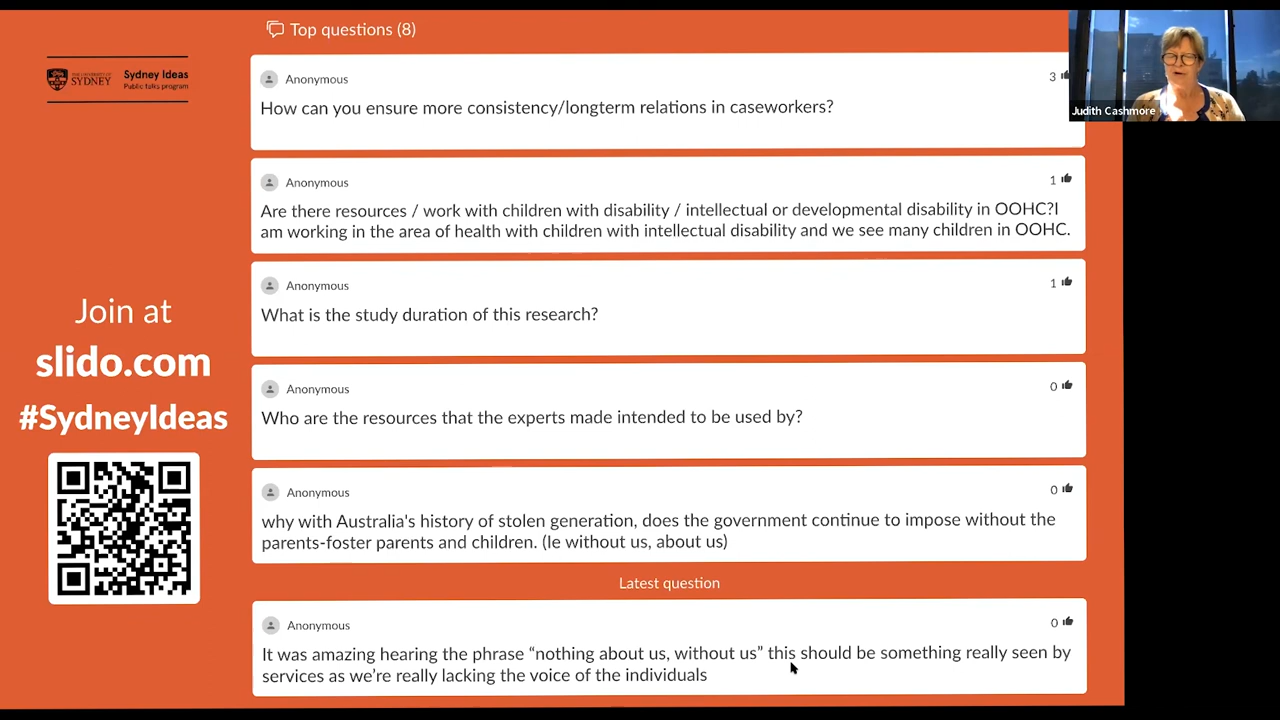 Top questions (8)
THE UNIVERSITY OF
SYDNEY
Sydney Ideas
Public talks program
Join at
slido.com
#SydneyIdeas
Anonymous
3
How can you ensure more consistency/longterm relations in caseworkers?
Anonymous
1
Are there resources / work with children with disability / intellectual or developmental disability in OOHC?I
am working in the area of health with children with intellectual disability and we see many children in OOHC.
Anonymous
1
What is the study duration of this research?
Anonymous
0
Who are the resources that the experts made intended to be used by?
Anonymous
0
why with Australia's history of stolen generation, does the government continue to impose without the
parents-foster parents and children. (Ie without us, about us)
Latest question
Anonymous
0
It was amazing hearing the phrase “nothing about us, without us” this should be something really seen by
services as we’re really lacking the voice of the individuals
Judith Cashmore